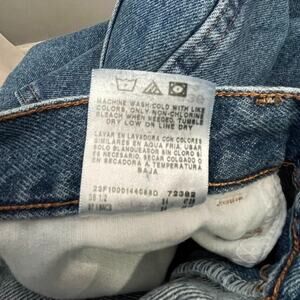 MACHINE WASH COLD WITH LIKE
COLORS, ONLY NON-CHLORINE
BLEACH WHEN NEEDED, TUMBLE
DRY LOW OR LINE DRY
LAVAR EN LAVADORA CON COLORES
SIMILARES EN AGUA FRIA, USAR
SOLO BLANQUEADOR SIN CLORO SI
ES NECESARIO, SECAR COLGADO O
EN SECADORA A TEMPERATURA
BAJA
72382